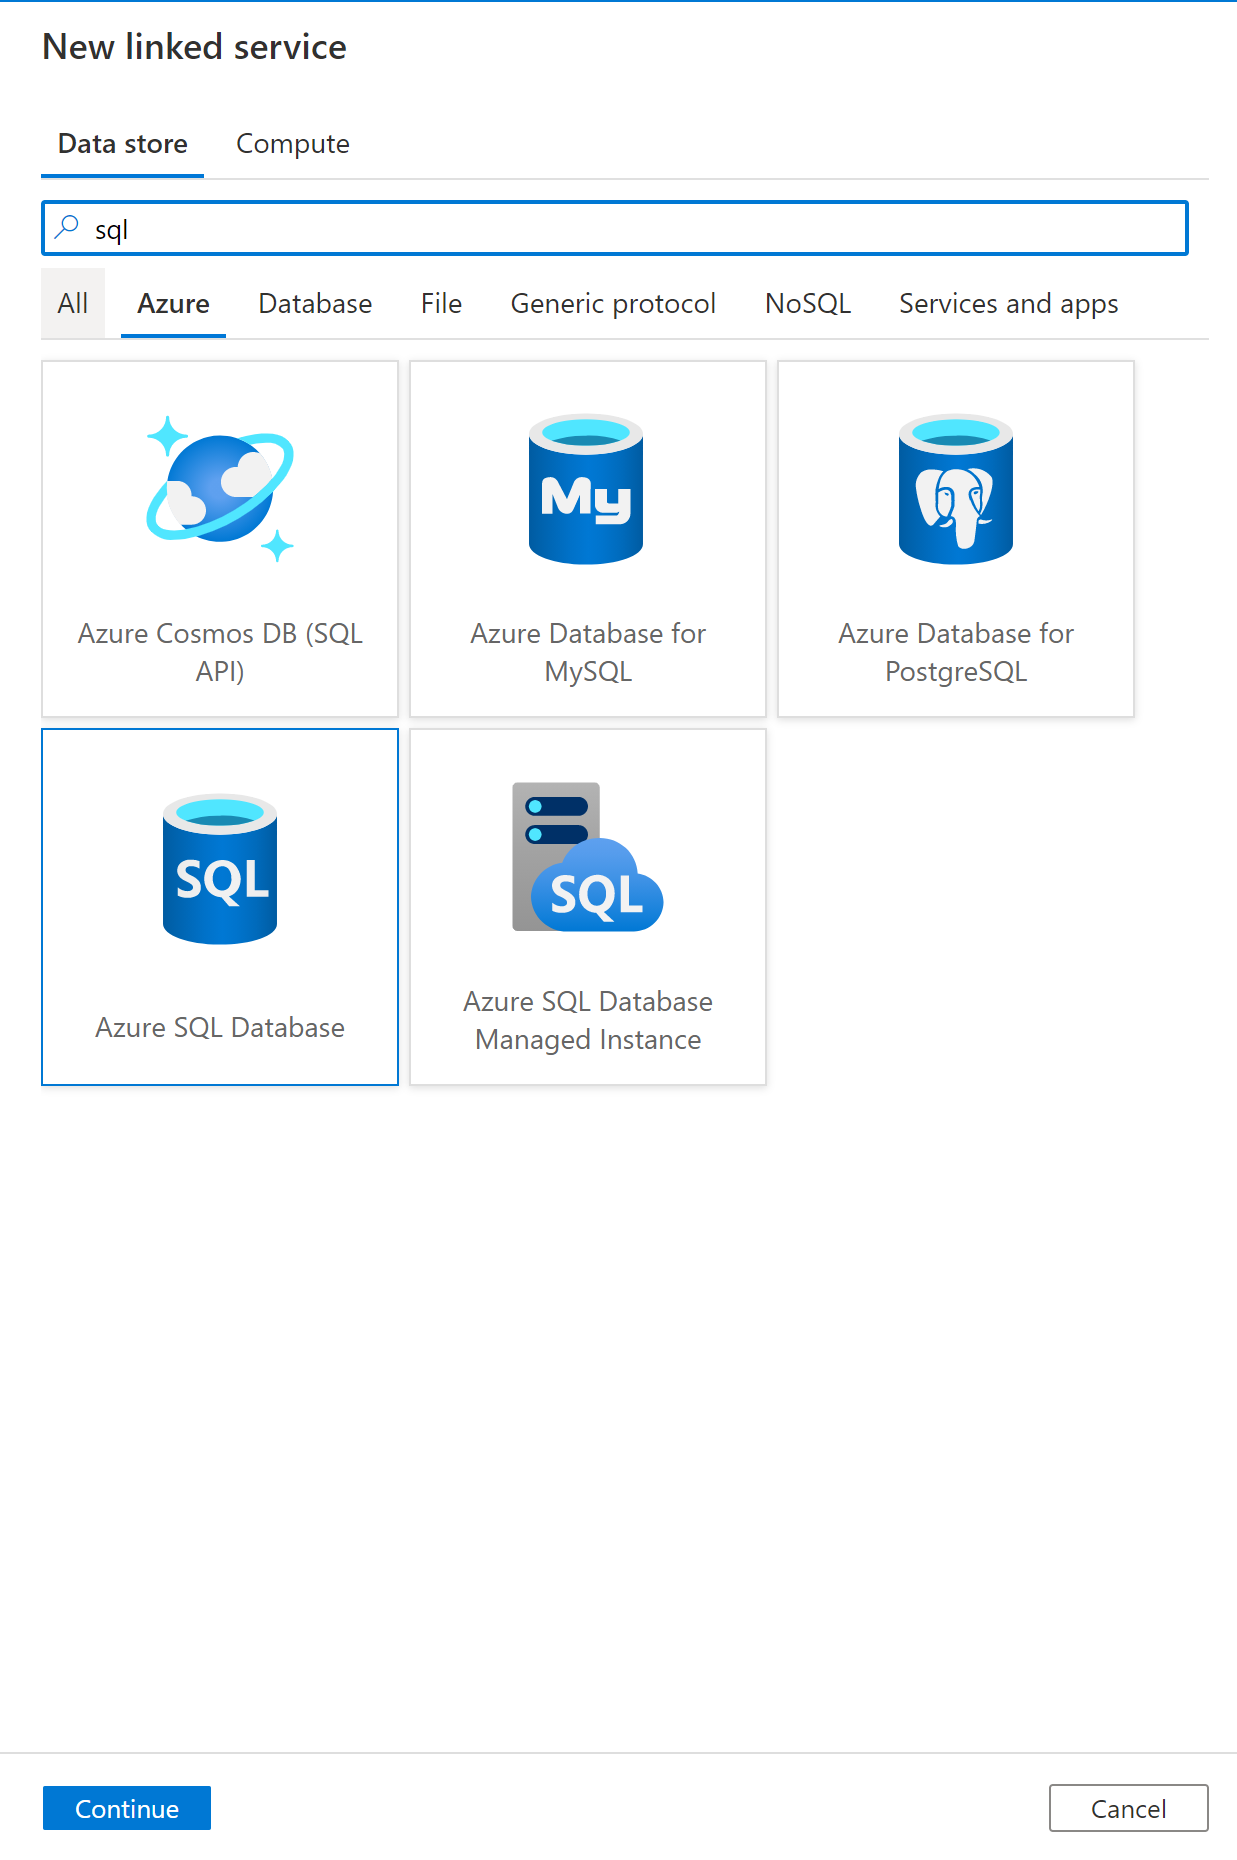 New linked service
Data store Compute
sql
All Azure Database File Generic protocol NoSQL Services and apps
My
Azure Cosmos DB (SQL
API)
Azure Database for
MySQL
Azure Database for
PostgreSQL
SQL
SQL
Azure SQL Database
Azure SQL Database
Managed Instance
Continue Cancel